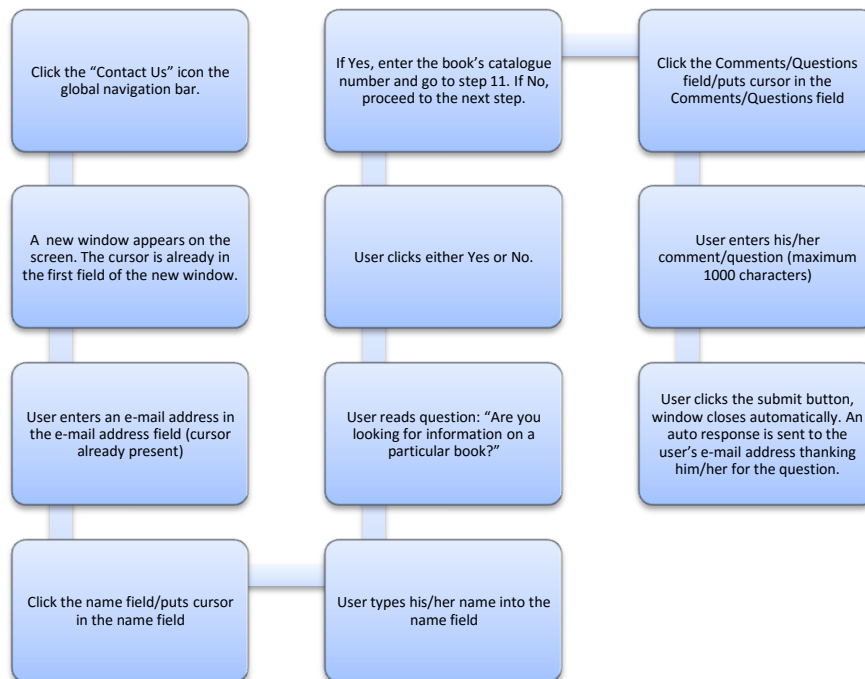 Click the “Contact Us” icon the
global navigation bar.
A  new window appears on the
screen. The cursor is already in
the first field of the new window.
User enters an e-mail address in
the e-mail address field (cursor
already present)
Click the name field/puts cursor
in the name field
User types his/her name into the
name field
User reads question: “Are you
looking for information on a
particular book?”
User clicks either Yes or No.
If Yes, enter the book’s catalogue
number and go to step 11. If No,
proceed to the next step.
Click the Comments/Questions
field/puts cursor in the
Comments/Questions field
User enters his/her
comment/question (maximum
1000 characters)
User clicks the submit button,
window closes automatically. An
auto response is sent to the
user’s e-mail address thanking
him/her for the question.